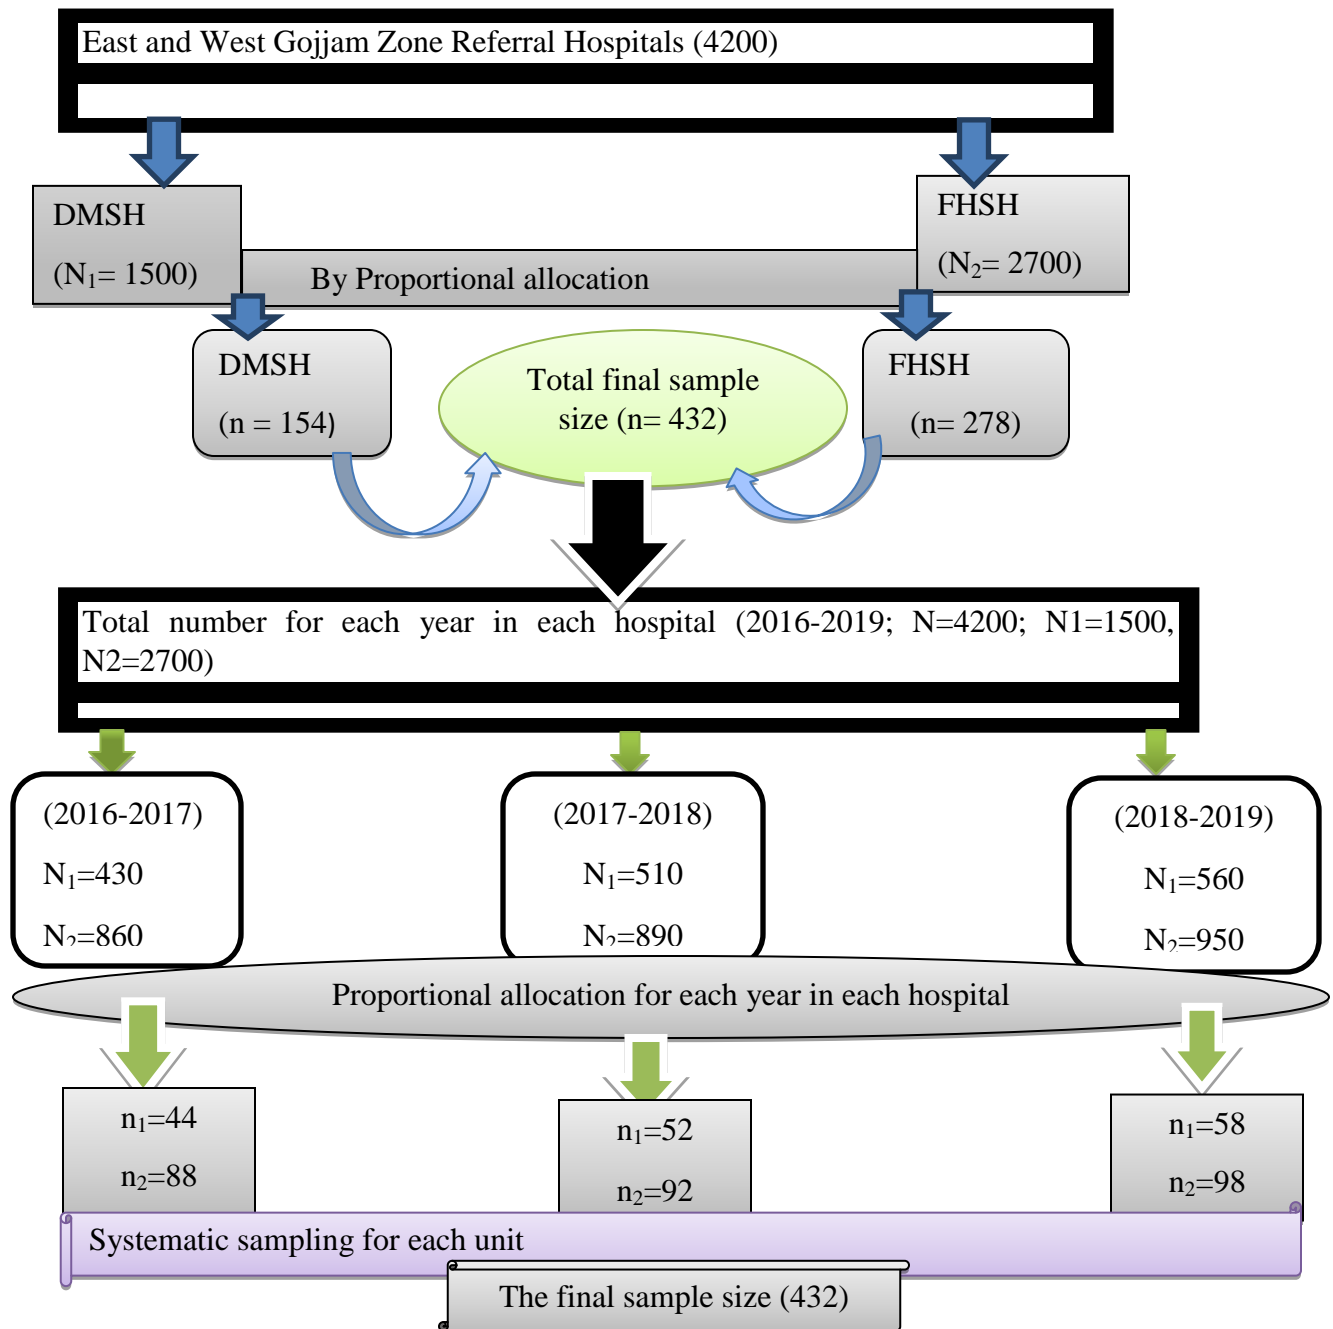 East and West Gojjam Zone Referral Hospitals (4200)
DMSH
(N₁= 1500)
FHSH
(N₂= 2700)
By Proportional allocation
DMSH
(n = 154)
Total final sample
size (n= 432)
FHSH
(n= 278)
Total number for each year in each hospital (2016-2019; N=4200; N1=1500,
N2=2700)
(2016-2017)
N₁=430
N₂=860
(2017-2018)
N₁=510
N₂=890
(2018-2019)
N₁=560
N₂=950
Proportional allocation for each year in each hospital
n₁=44
n₂=88
n₁=52
n₂=92
n₁=58
n₂=98
Systematic sampling for each unit
The final sample size (432)